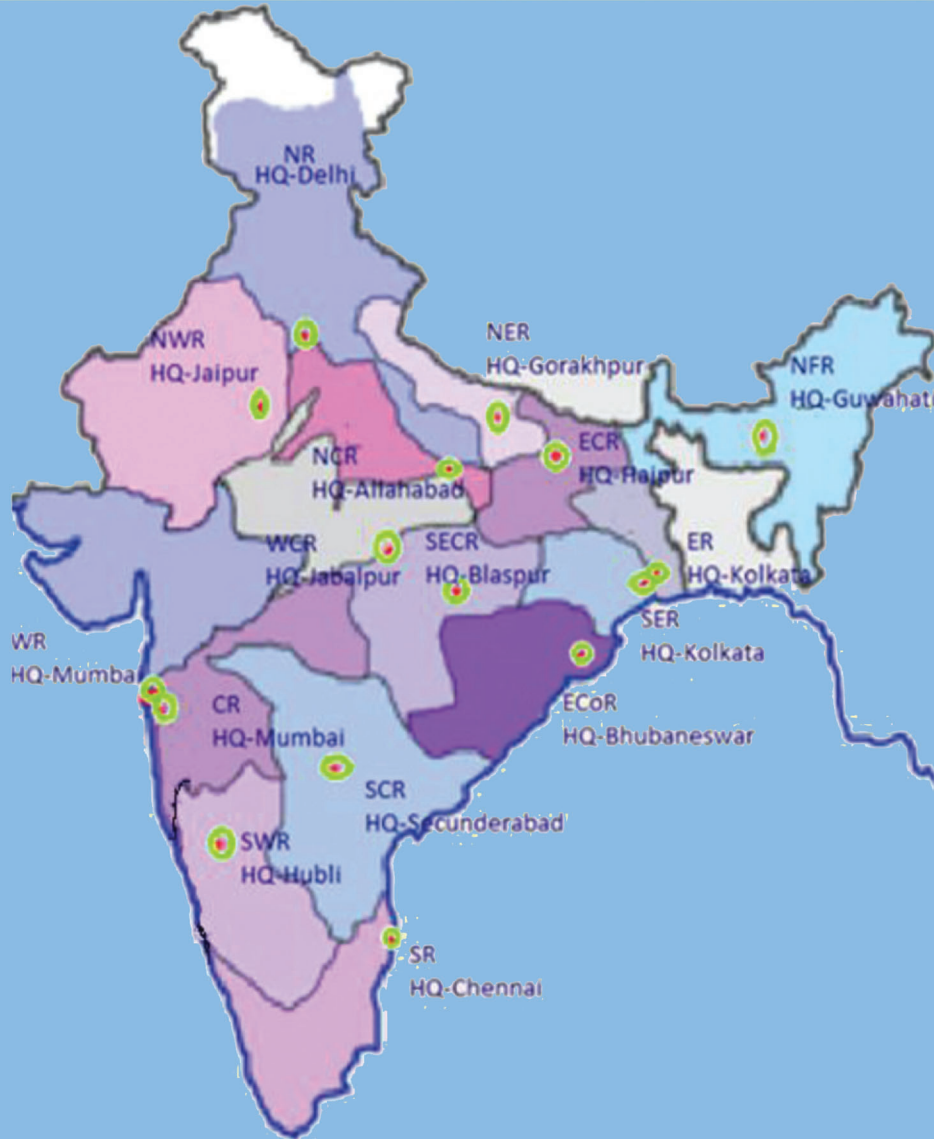 NR
HQ-Delhi
NWR
HQ-Jaipur
NER
HQ-Gorakhpur
NFR
HQ-Guwahati
NCR
HQ-Allahabad
ECR
HQ-Hajpur
WCR
HQ-Jabalpur
SECR
HQ-Blaspur
ER
HQ-Kolkata
SER
HQ-Kolkata
WR
HQ-Mumbai
CR
HQ-Mumbai
ECoR
HQ-Bhubaneswar
SCR
HQ-Secunderabad
SWR
HQ-Hubli
SR
HQ-Chennai